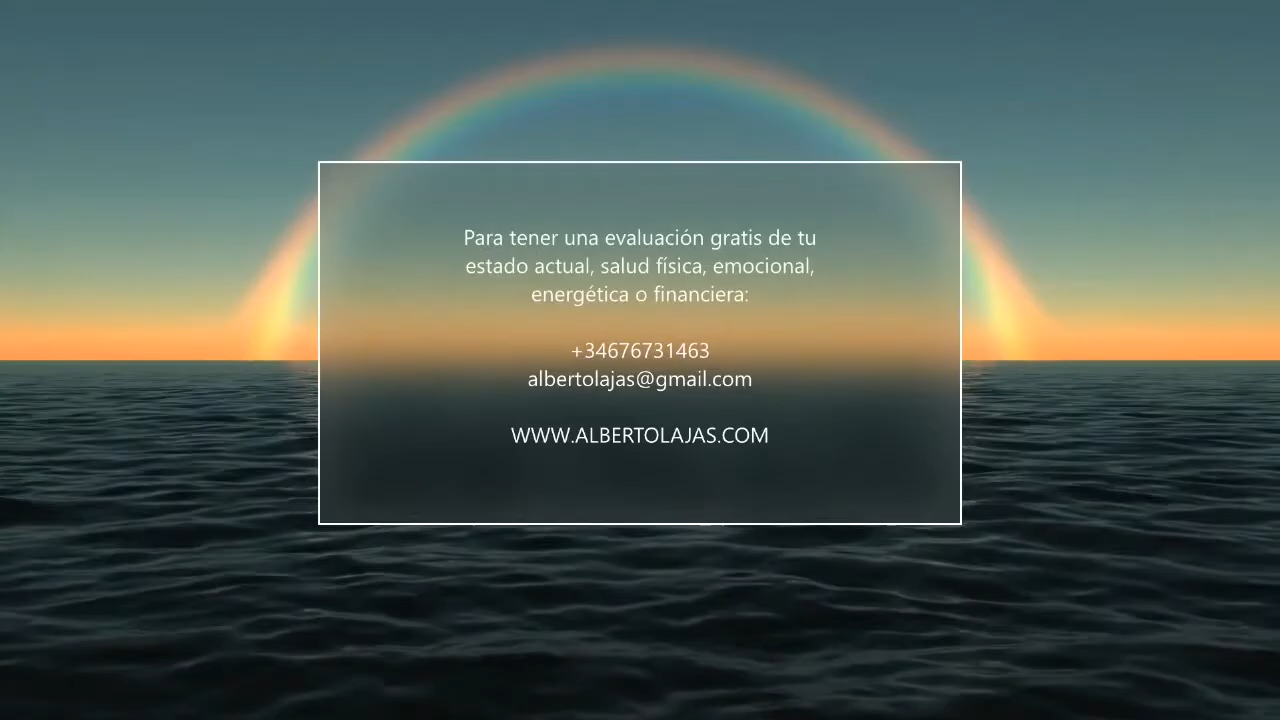 Para tener una evaluación gratis de tu
estado actual, salud física, emocional,
energética o financiera:
+34676731463
albertolajas@gmail.com
WWW.ALBERTOLAJAS.COM